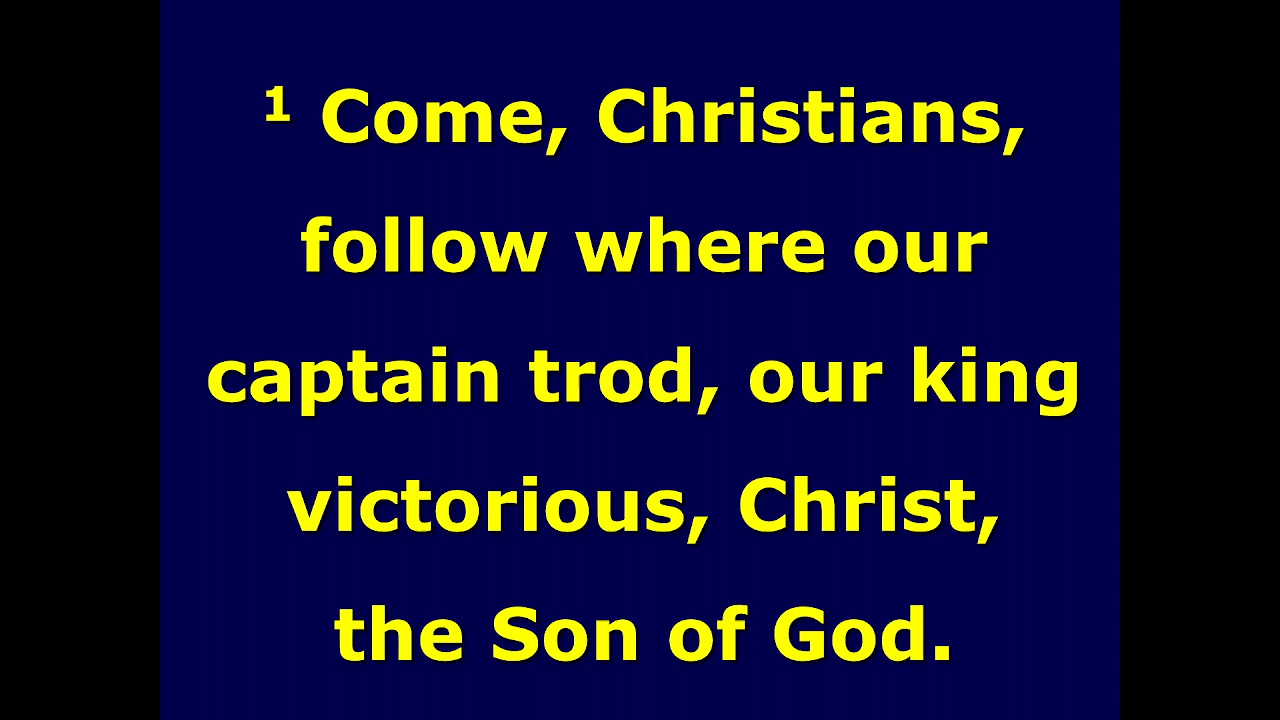 1 Come, Christians,
follow where our
captain trod, our king
victorious, Christ,
the Son of God.